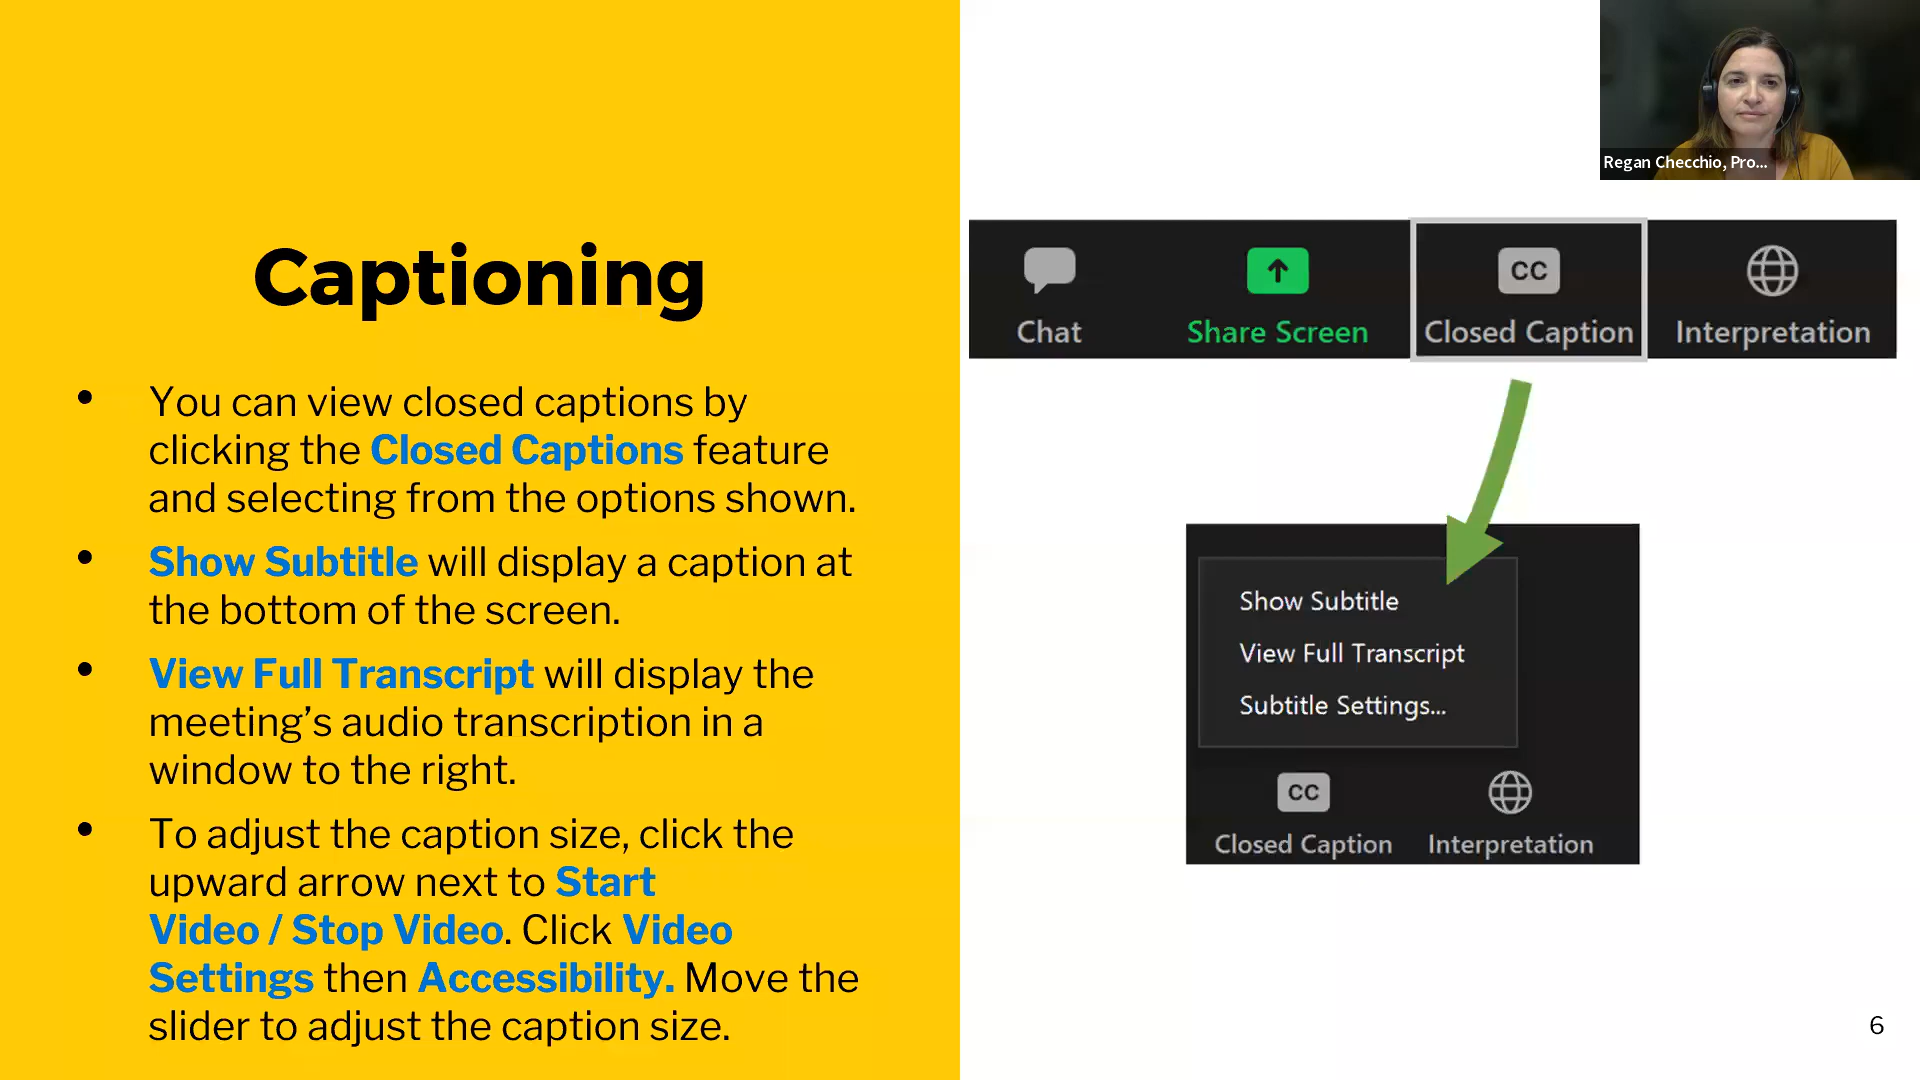 Regan Checchio, Pro...
Captioning
• You can view closed captions by
clicking the Closed Captions feature
and selecting from the options shown.
• Show Subtitle will display a caption at
the bottom of the screen.
• View Full Transcript will display the
meeting’s audio transcription in a
window to the right.
• To adjust the caption size, click the
upward arrow next to Start
Video / Stop Video. Click Video
Settings then Accessibility. Move the
slider to adjust the caption size.
Chat
Share Screen
CC
Closed Caption
Interpretation
Show Subtitle
View Full Transcript
Subtitle Settings...
CC
Closed Caption
Interpretation
6